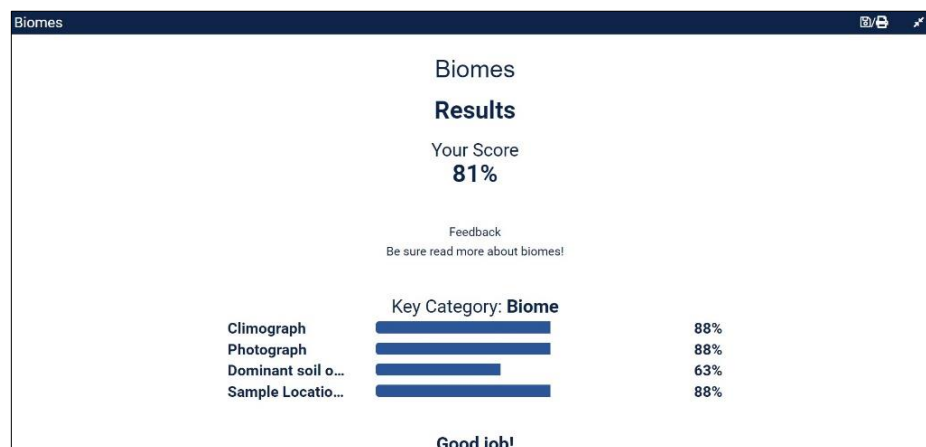 Biomes
Biomes
Results
Your Score
81%
Feedback
Be sure read more about biomes!
Key Category: Biome
Climograph 88%
Photograph 88%
Dominant soil o... 63%
Sample Locatio... 88%
Good job!